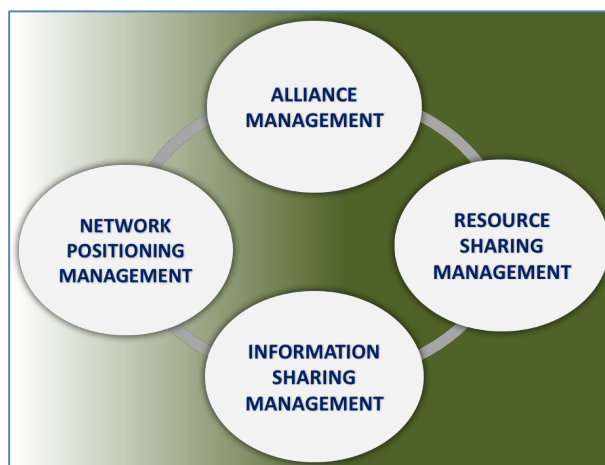 ALLIANCE
MANAGEMENT
NETWORK
POSITIONING
MANAGEMENT
RESOURCE
SHARING
MANAGEMENT
INFORMATION
SHARING
MANAGEMENT